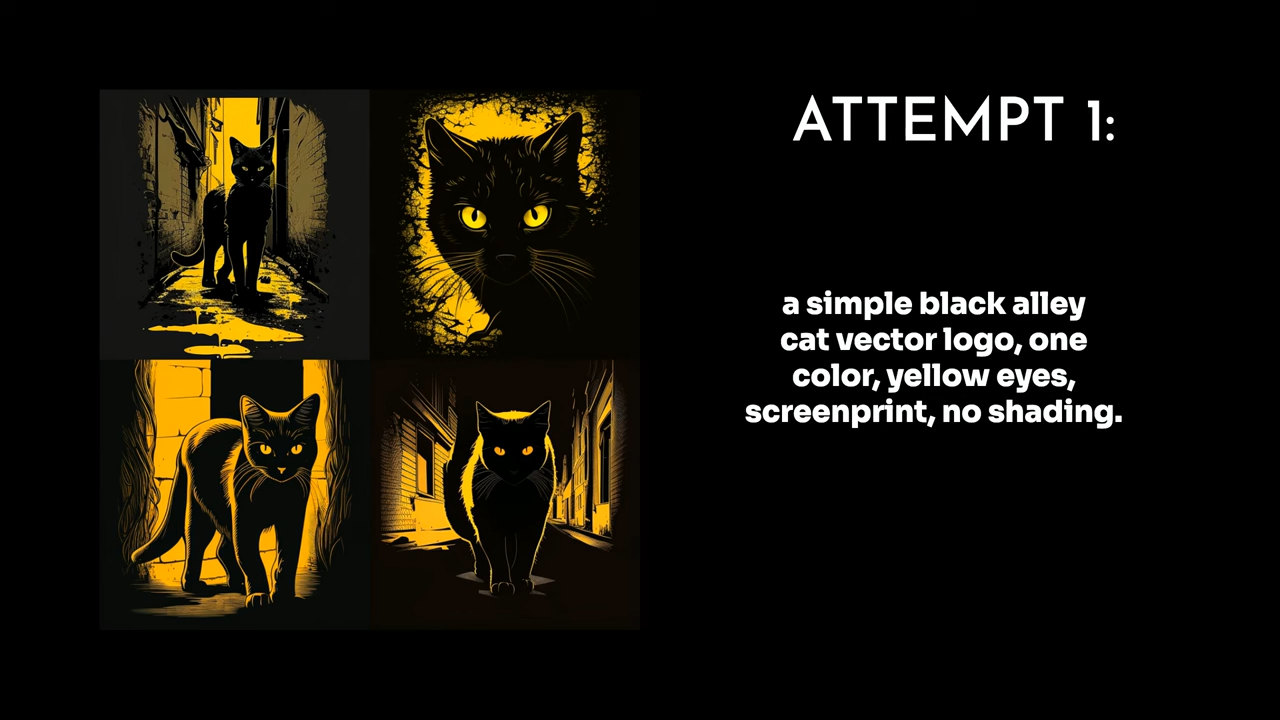 ATTEMPT 1:
a simple black alley
cat vector logo, one
color, yellow eyes,
screenprint, no shading.